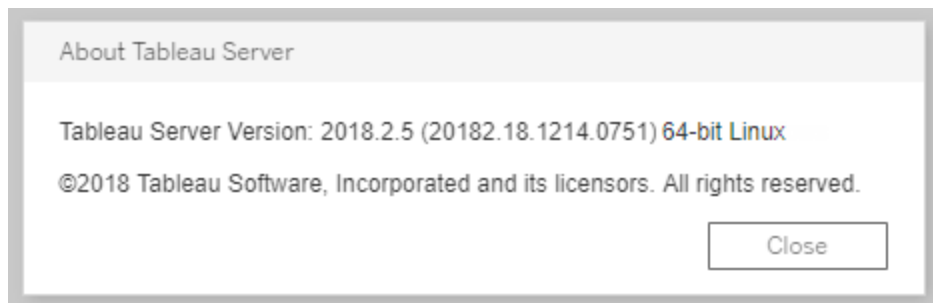 About Tableau Server
Tableau Server Version: 2018.2.5 (20182.18.1214.0751) 64-bit Linux
©2018 Tableau Software, Incorporated and its licensors. All rights reserved.
Close